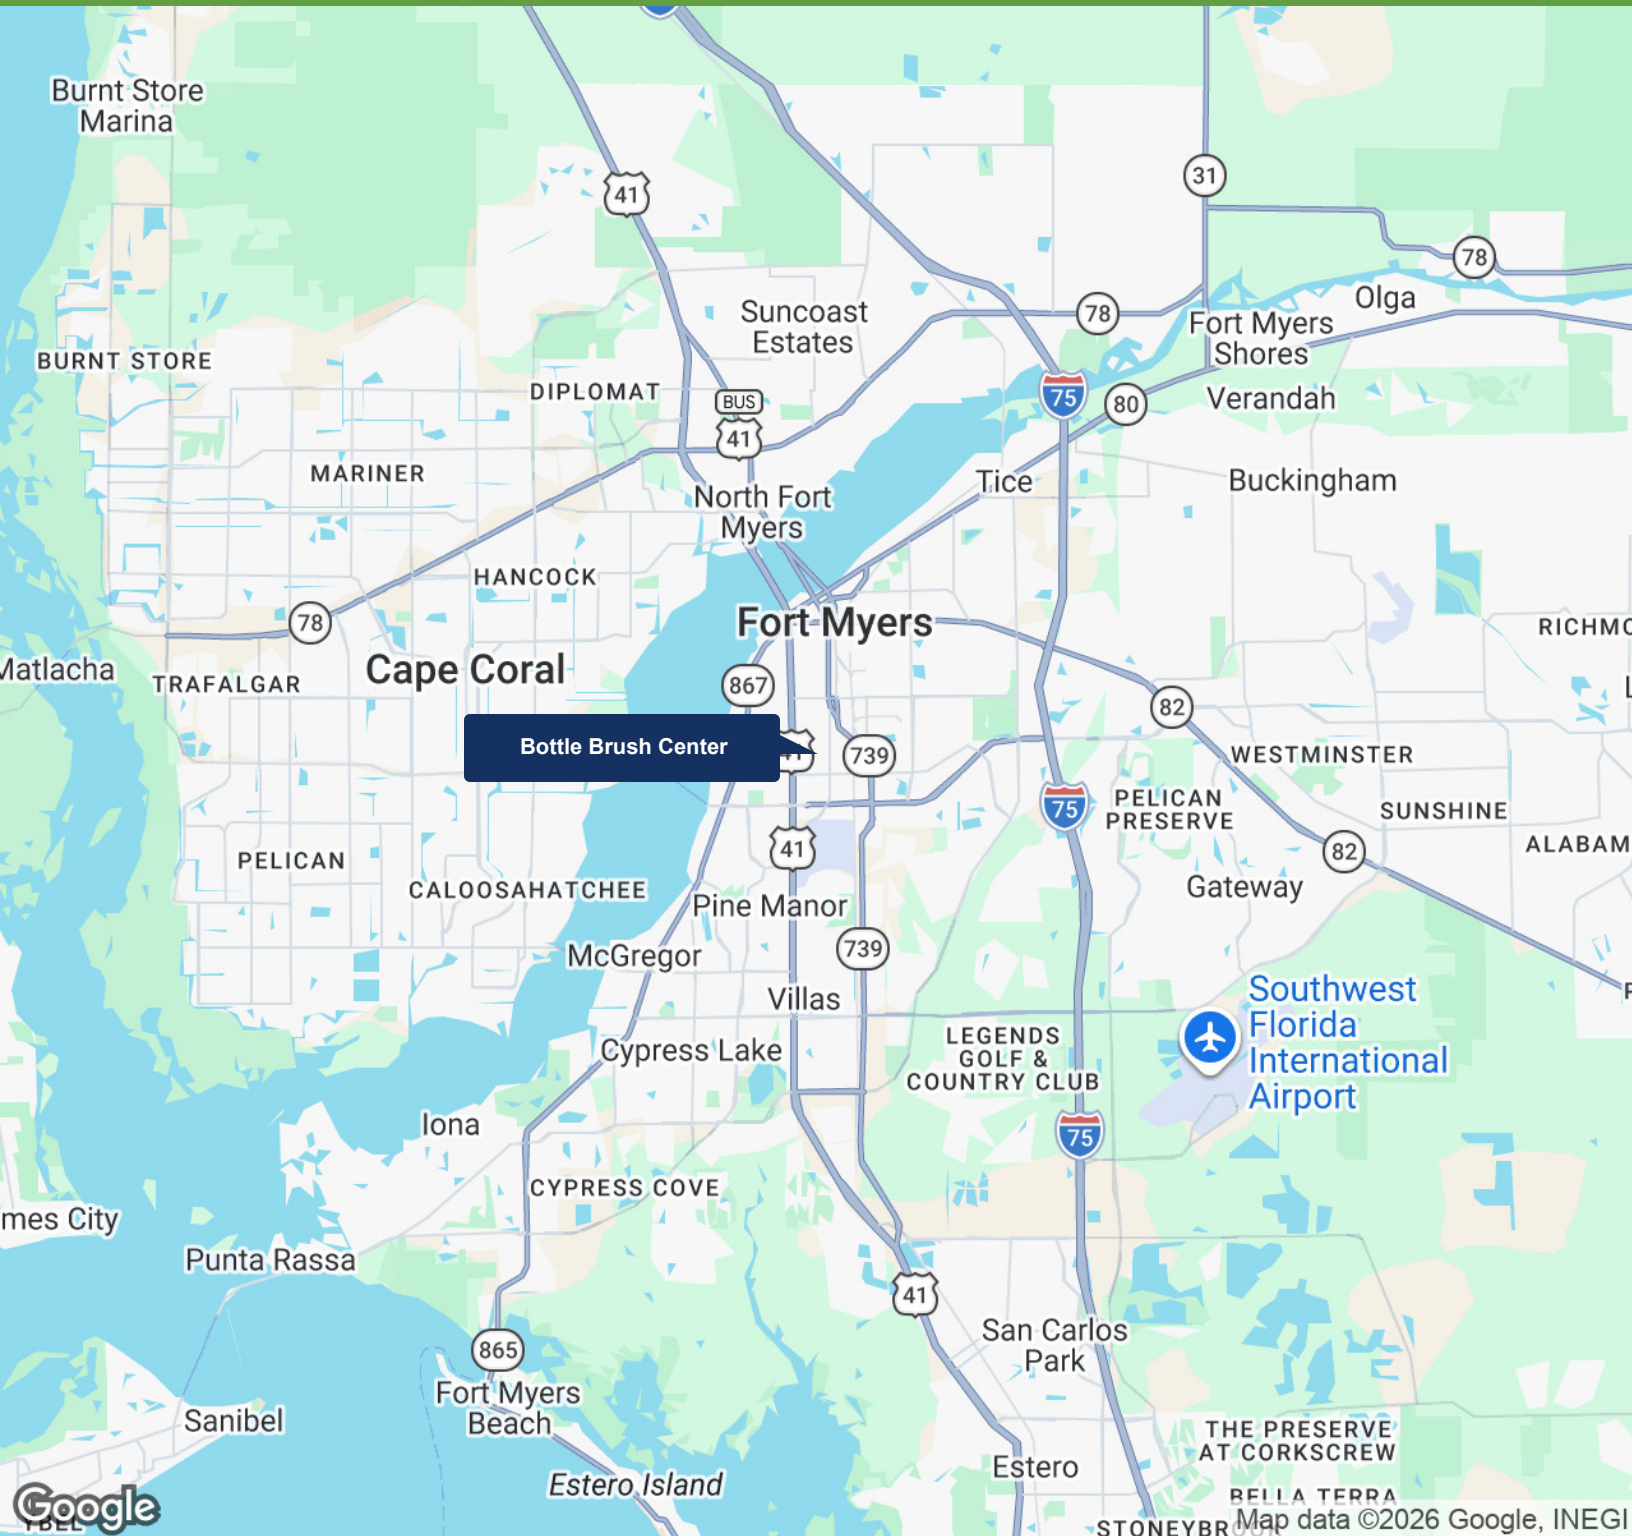 Burnt Store
Marina
41
31
78
Olga
78
Suncoast
Estates
Fort Myers
Shores
BURNT STORE
DIPLOMAT
BUS
41
75
80
Verandah
MARINER
Tice
Buckingham
North Fort
Myers
HANCOCK
78
Fort Myers
RICHMO
Matlacha
TRAFALGAR
Cape Coral
867
82
Bottle Brush Center
739
WESTMINSTER
75
PELICAN
PRESERVE
SUNSHINE
41
82
ALABAM
PELICAN
CALOOSAHATCHEE
Pine Manor
Gateway
McGregor
739
Villas
Southwest
Florida
International
Airport
LEGENDS
GOLF &
COUNTRY CLUB
Cypress Lake
Iona
75
CYPRESS COVE
mes City
Punta Rassa
41
San Carlos
Park
865
Fort Myers
Beach
Sanibel
THE PRESERVE
AT CORKSCREW
Estero
Estero Island
BELLA TERRA
Google
YBEL
STONEYBROOK
Map data ©2026 Google, INEGI